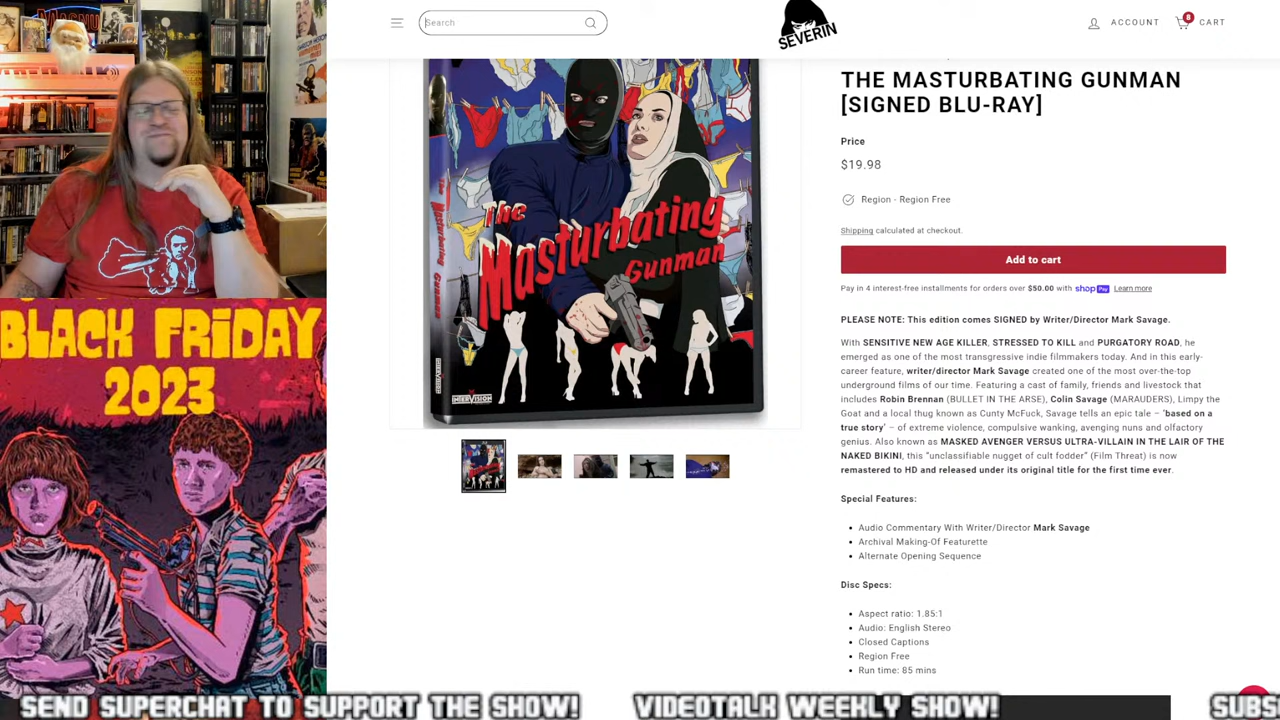 BLACK FRIDAY
2023
Search
SEVERIN
ACCOUNT
8
CART
The
Masturbating
Gunman
INTERVISION
THE MASTURBATING GUNMAN
[SIGNED BLU-RAY]
Price
$19.98
Region - Region Free
Shipping calculated at checkout.
Add to cart
Pay in 4 interest-free installments for orders over $50.00 with shop Pay Learn more
PLEASE NOTE: This edition comes SIGNED by Writer/Director Mark Savage.
With SENSITIVE NEW AGE KILLER, STRESSED TO KILL and PURGATORY ROAD, he
emerged as one of the most transgressive indie filmmakers today. And in this early-
career feature, writer/director Mark Savage created one of the most over-the-top
underground films of our time. Featuring a cast of family, friends and livestock that
includes Robin Brennan (BULLET IN THE ARSE), Colin Savage (MARAUDERS), Limpy the
Goat and a local thug known as Cunty McFuck, Savage tells an epic tale – ‘based on a
true story’ – of extreme violence, compulsive wanking, avenging nuns and olfactory
genius. Also known as MASKED AVENGER VERSUS ULTRA-VILLAIN IN THE LAIR OF THE
NAKED BIKINI, this “unclassifiable nugget of cult fodder” (Film Threat) is now
remastered to HD and released under its original title for the first time ever.
Special Features:
• Audio Commentary With Writer/Director Mark Savage
• Archival Making-Of Featurette
• Alternate Opening Sequence
Disc Specs:
• Aspect ratio: 1.85:1
• Audio: English Stereo
• Closed Captions
• Region Free
• Run time: 85 mins
SEND SUPERCHAT TO SUPPORT THE SHOW! VIDEOTALK WEEKLY SHOW! SUBS